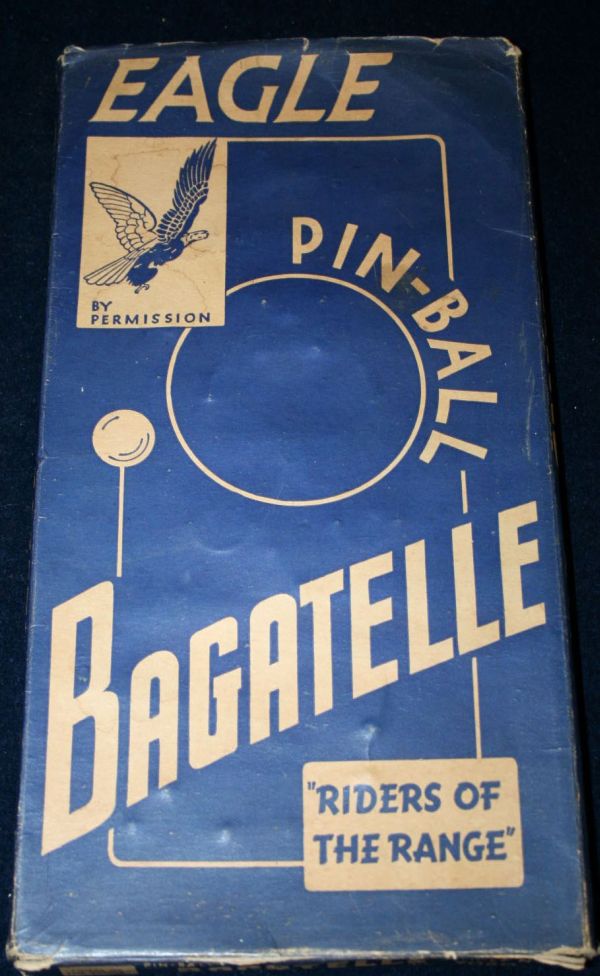 EAGLE
BY
PERMISSION
PIN-BALL
BAGATELLE
"RIDERS OF
THE RANGE"